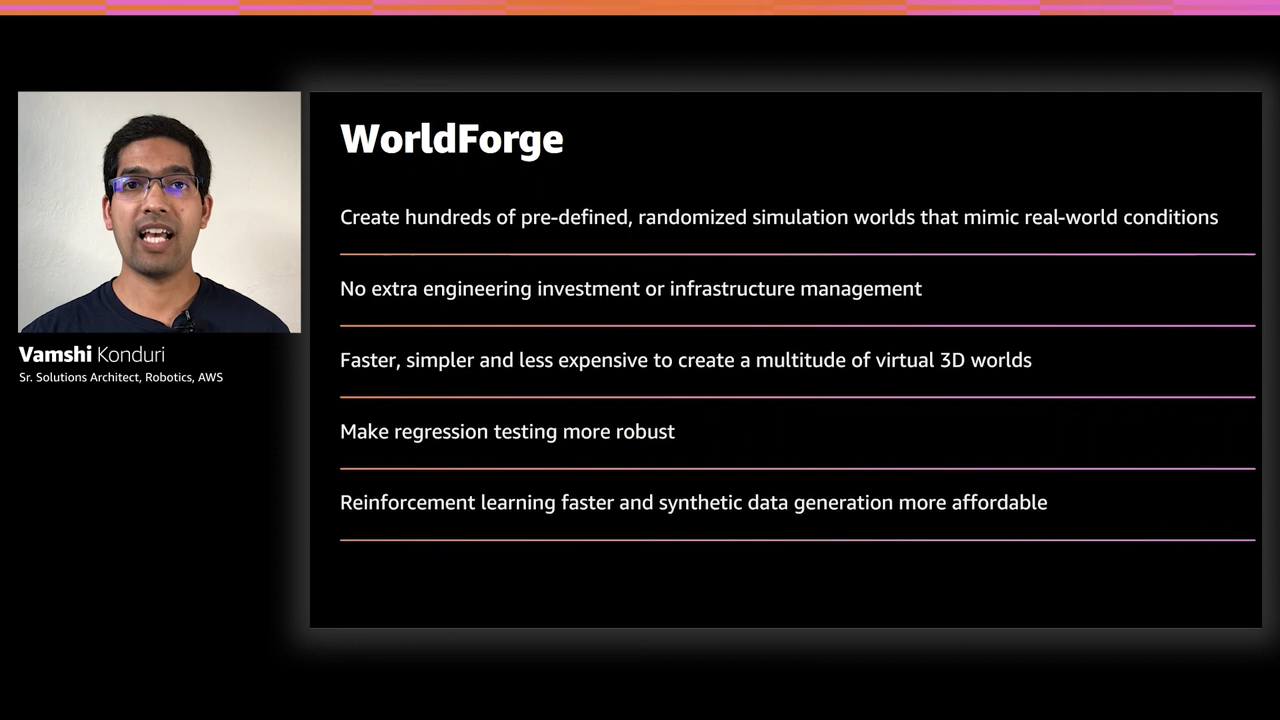 WorldForge
Create hundreds of pre-defined, randomized simulation worlds that mimic real-world conditions
No extra engineering investment or infrastructure management
Faster, simpler and less expensive to create a multitude of virtual 3D worlds
Make regression testing more robust
Reinforcement learning faster and synthetic data generation more affordable
Vamshi Konduri
Sr. Solutions Architect, Robotics, AWS